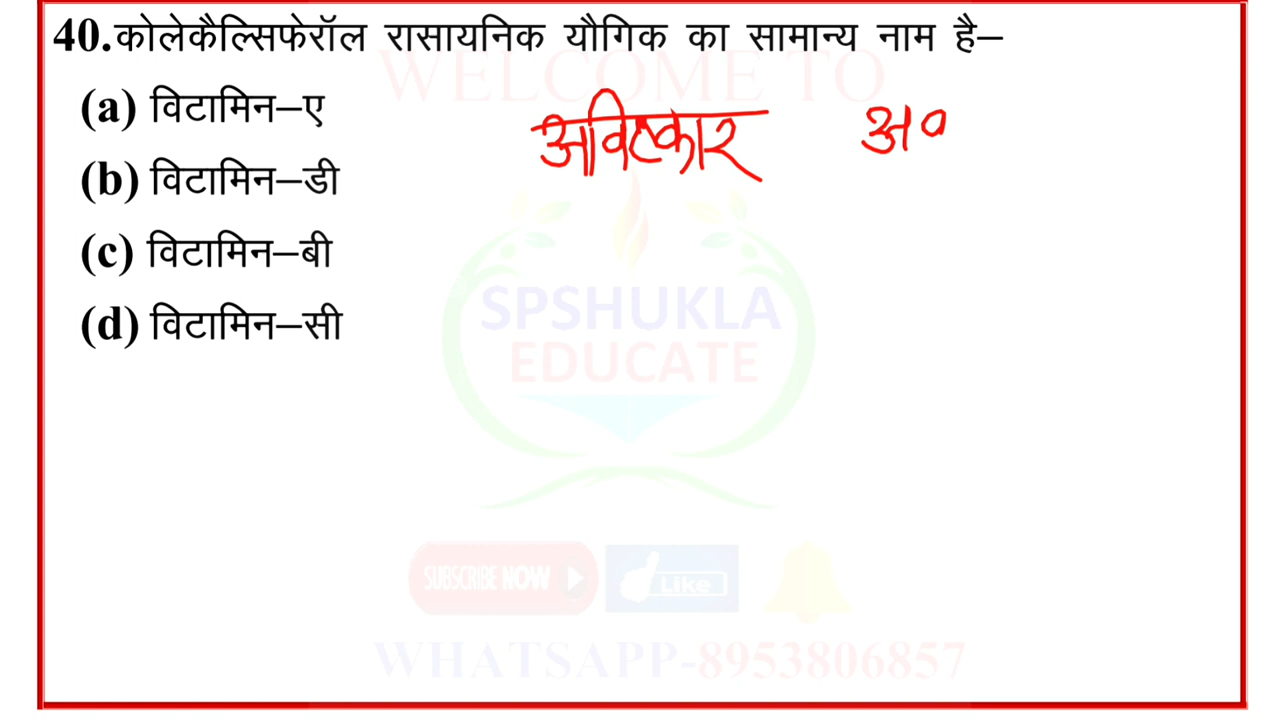 40.कोलेकैल्सिफेरॉल रासायनिक यौगिक का सामान्य नाम है–
WELCOME TO
(a) विटामिन–ए
अविष्कार अ०
(b) विटामिन–डी
(c) विटामिन–बी
(d) विटामिन–सी
SPSHUKLA
EDUCATE
SUBSCRIBE NOW Like
WHATSAPP-8953806857